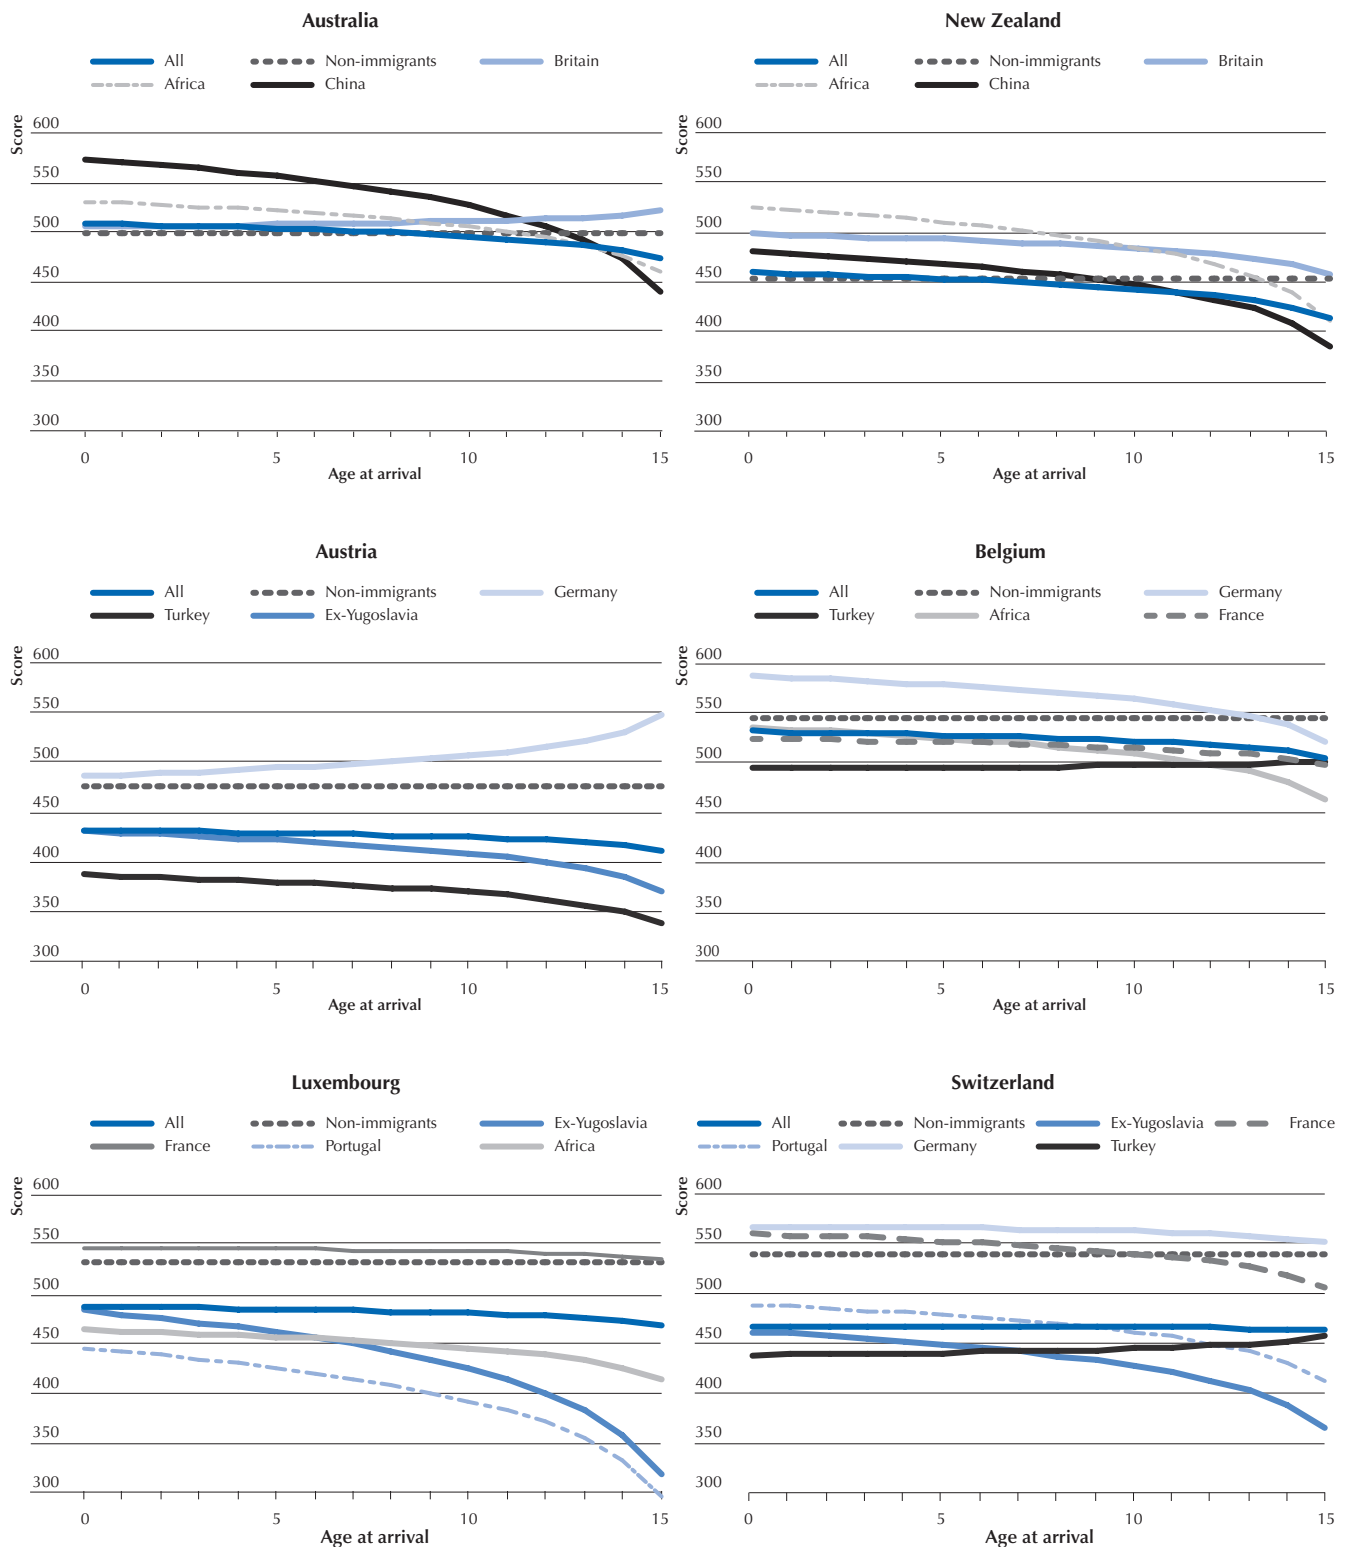 Australia
All Non-immigrants Britain
Africa China
Score
600
550
500
450
400
350
300
0 5 10 15
Age at arrival
New Zealand
All Non-immigrants Britain
Africa China
Score
600
550
500
450
400
350
300
0 5 10 15
Age at arrival
Austria
All Non-immigrants Germany
Turkey Ex-Yugoslavia
Score
600
550
500
450
400
350
300
0 5 10 15
Age at arrival
Belgium
All Non-immigrants Germany
Turkey Africa France
Score
600
550
500
450
400
350
300
0 5 10 15
Age at arrival
Luxembourg
All Non-immigrants Ex-Yugoslavia
France Portugal Africa
Score
600
550
500
450
400
350
300
0 5 10 15
Age at arrival
Switzerland
All Non-immigrants Ex-Yugoslavia France
Portugal Germany Turkey
Score
600
550
500
450
400
350
300
0 5 10 15
Age at arrival